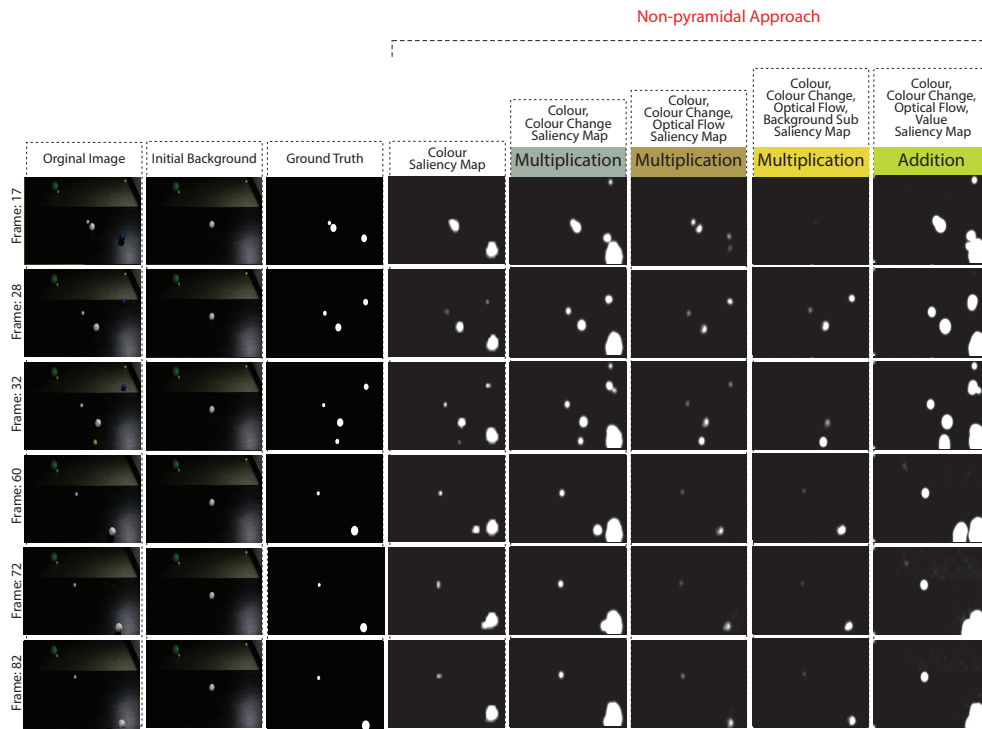 Non-pyramidal Approach
Colour,
Colour Change
Saliency Map
Colour,
Colour Change,
Optical Flow
Saliency Map
Colour,
Colour Change,
Optical Flow,
Background Sub
Saliency Map
Colour,
Colour Change,
Optical Flow,
Value
Saliency Map
Orginal Image
Initial Background
Ground Truth
Colour
Saliency Map
Multiplication
Multiplication
Multiplication
Addition
Frame: 17
Frame: 28
Frame: 32
Frame: 60
Frame: 72
Frame: 82